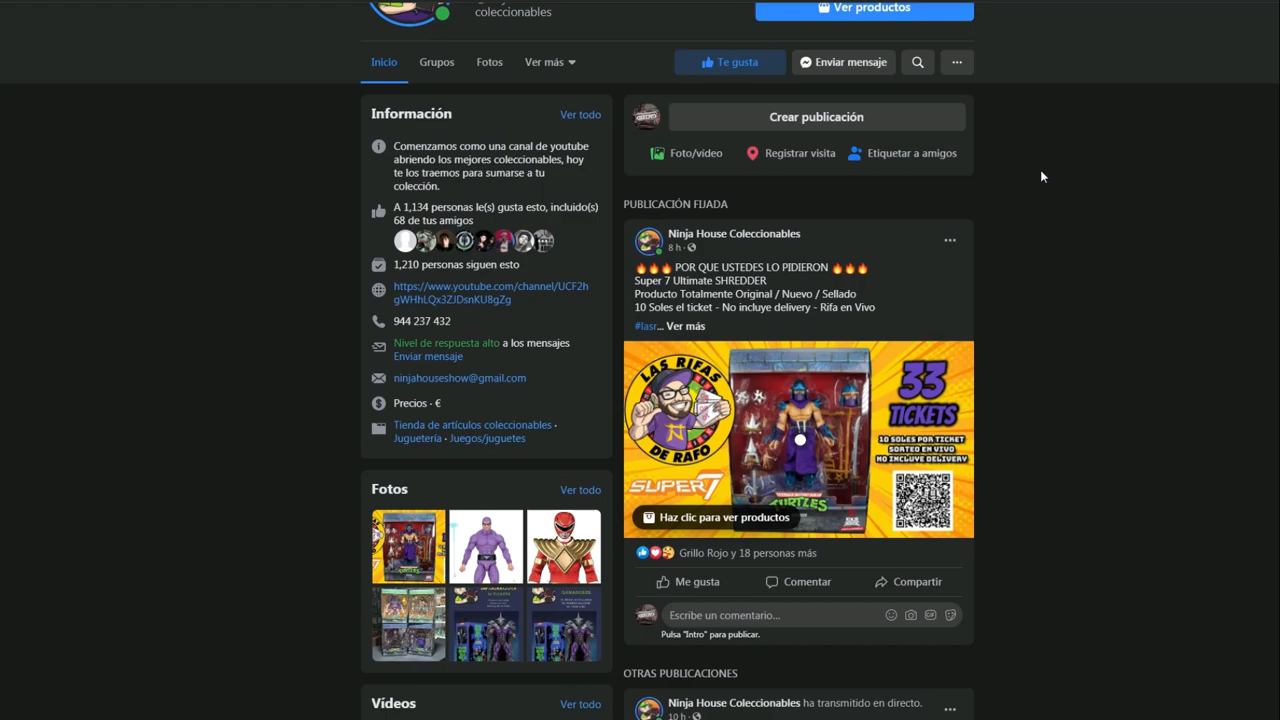 coleccionables
Ver productos
Inicio
Grupos
Fotos
Ver más
Te gusta
Enviar mensaje
Información
Ver todo
Comenzamos como una canal de youtube
abriendo los mejores coleccionables, hoy
te los traemos para sumarse a tu
colección.
A 1,134 personas le(s) gusta esto, incluido(s)
68 de tus amigos
1,210 personas siguen esto
https://www.youtube.com/channel/UCF2h
gWHhLQx3ZJDsnKU8gZg
944 237 432
Nivel de respuesta alto a los mensajes
Enviar mensaje
ninjahouseshow@gmail.com
Precios · €
Tienda de artículos coleccionables ·
Juguetería · Juegos/juguetes
Fotos
Ver todo
Vídeos
Ver todo
Crear publicación
Foto/vídeo
Registrar visita
Etiquetar a amigos
PUBLICACIÓN FIJADA
Ninja House Coleccionables
8 h ·
🔥🔥🔥 POR QUE USTEDES LO PIDIERON 🔥🔥🔥
Super 7 Ultimate SHREDDER
Producto Totalmente Original / Nuevo / Sellado
10 Soles el ticket - No incluye delivery - Rifa en Vivo
#lasr... Ver más
LAS RIFAS
DE RAFO
SUPER7
TURTLES
33
TICKETS
10 SOLES POR TICKET
SORTEO EN VIVO
NO INCLUYE DELIVERY
Haz clic para ver productos
Grillo Rojo y 18 personas más
Me gusta
Comentar
Compartir
Escribe un comentario...
GIF
Pulsa "Intro" para publicar.
OTRAS PUBLICACIONES
Ninja House Coleccionables ha transmitido en directo.
10 h ·